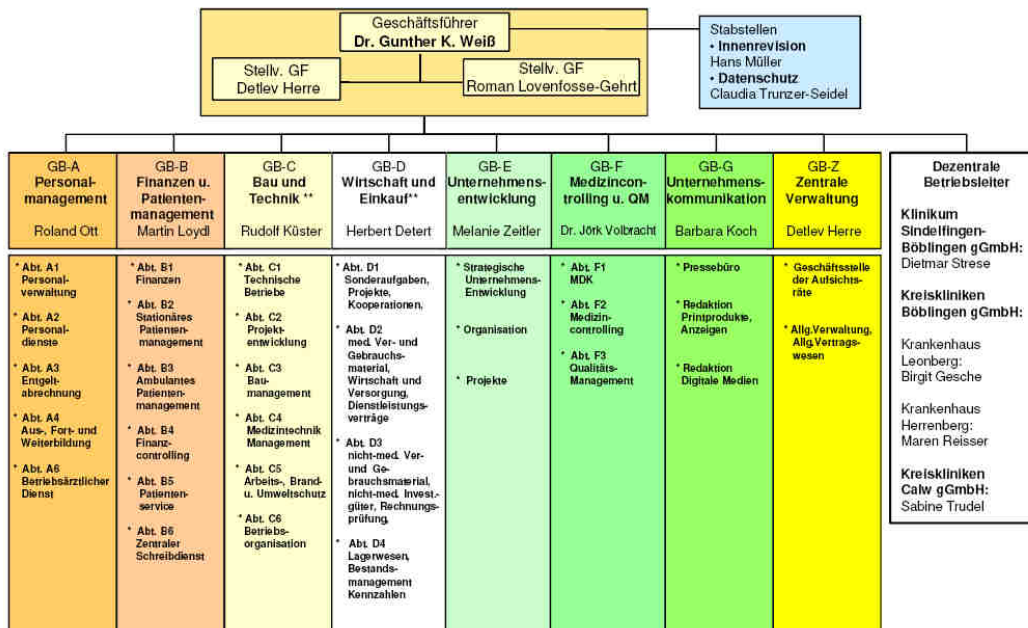 Geschäftsführer
Dr. Gunther K. Weiß
Stellv. GF
Detlev Herre
Stellv. GF
Roman Lovenfosse-Gehrt
Stabstellen
• Innenrevision
Hans Müller
• Datenschutz
Claudia Trunzer-Seidel
GB-A
Personal-
management
Roland Ott
* Abt. A1
Personal-
verwaltung
* Abt. A2
Personal-
dienste
* Abt. A3
Entgelt-
abrechnung
* Abt. A4
Aus-, Fort- und
Weiterbildung
* Abt. A6
Betriebsärztlicher
Dienst
GB-B
Finanzen u.
Patienten-
management
Martin Loydl
* Abt. B1
Finanzen
* Abt. B2
Stationäres
Patienten-
management
* Abt. B3
Ambulantes
Patienten-
management
* Abt. B4
Finanz-
controlling
* Abt. B5
Patienten-
service
* Abt. B6
Zentraler
Schreibdienst
GB-C
Bau und
Technik **
Rudolf Küster
* Abt. C1
Technische
Betriebe
* Abt. C2
Projekt-
entwicklung
* Abt. C3
Bau-
management
* Abt. C4
Medizintechnik
Management
* Abt. C5
Arbeits-, Brand-
u. Umweltschutz
* Abt. C6
Betriebs-
organisation
GB-D
Wirtschaft und
Einkauf**
Herbert Detert
* Abt. D1
Sonderaufgaben,
Projekte,
Kooperationen,
* Abt. D2
med. Ver- und
Gebrauchs-
material,
Wirtschaft und
Versorgung,
Dienstleistungs-
verträge
* Abt. D3
nicht-med. Ver-
und Ge-
brauchsmaterial,
nicht-med. Invest.-
güter, Rechnungs-
prüfung,
* Abt. D4
Lagerwesen,
Bestands-
management
Kennzahlen
GB-E
Unternehmens-
entwicklung
Melanie Zeitler
* Strategische
Unternehmens-
Entwicklung
* Organisation
* Projekte
GB-F
Medizincon-
trolling u. QM
Dr. Jörk Volbracht
* Abt. F1
MDK
* Abt. F2
Medizin-
controlling
* Abt. F3
Qualitäts-
Management
GB-G
Unternehmens-
kommunikation
Barbara Koch
* Pressebüro
* Redaktion
Printprodukte,
Anzeigen
* Redaktion
Digitale Medien
GB-Z
Zentrale
Verwaltung
Detlev Herre
* Geschäftsstelle
der Aufsichts-
räte
* Allg.Verwaltung,
Allg.Vertrags-
wesen
Dezentrale
Betriebsleiter
Klinikum
Sindelfingen-
Böblingen gGmbH:
Dietmar Strese
Kreiskliniken
Böblingen gGmbH:
Krankenhaus
Leonberg:
Birgit Gesche
Krankenhaus
Herrenberg:
Maren Reisser
Kreiskliniken
Calw gGmbH:
Sabine Trudel